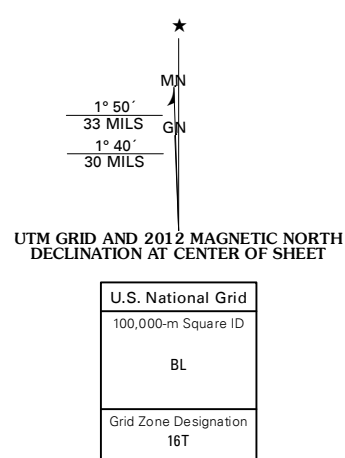 ★
MN
1° 50´
33 MILS
GN
1° 40´
30 MILS
UTM GRID AND 2012 MAGNETIC NORTH
DECLINATION AT CENTER OF SHEET
U.S. National Grid
100,000-m Square ID
BL
Grid Zone Designation
16T